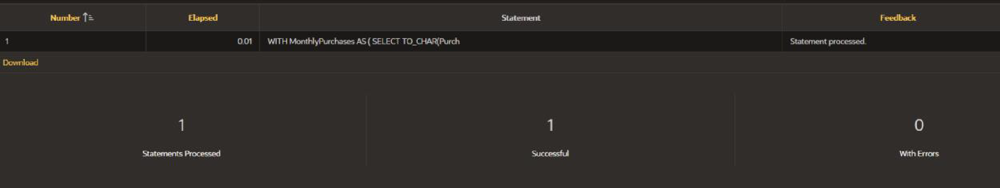 Number Elapsed Statement Feedback
1 0.01 WITH MonthlyPurchases AS ( SELECT TO_CHAR(Purch Statement processed.
Download
1 1 0
Statements Processed Successful With Errors